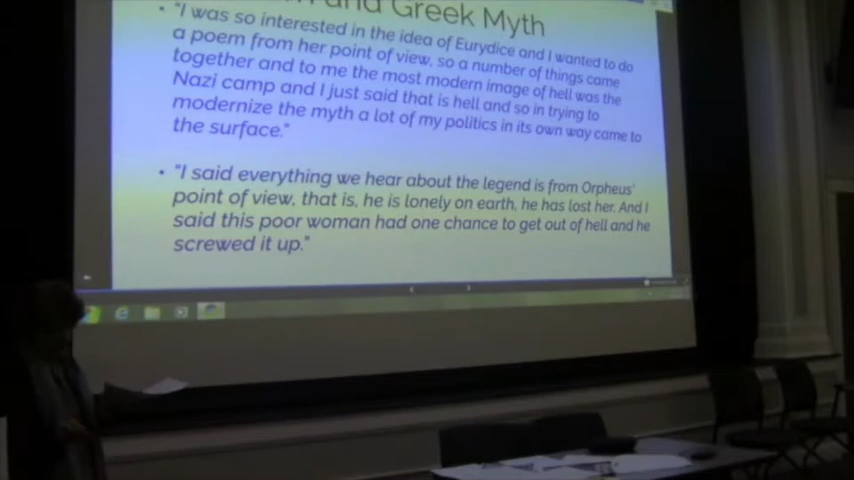 and Greek Myth
• "I was so interested in the idea of Eurydice and I wanted to do
a poem from her point of view, so a number of things came
together and to me the most modern image of hell was the
Nazi camp and I just said that is hell and so in trying to
modernize the myth a lot of my politics in its own way came to
the surface."
• "I said everything we hear about the legend is from Orpheus'
point of view, that is, he is lonely on earth, he has lost her. And I
said this poor woman had one chance to get out of hell and he
screwed it up."